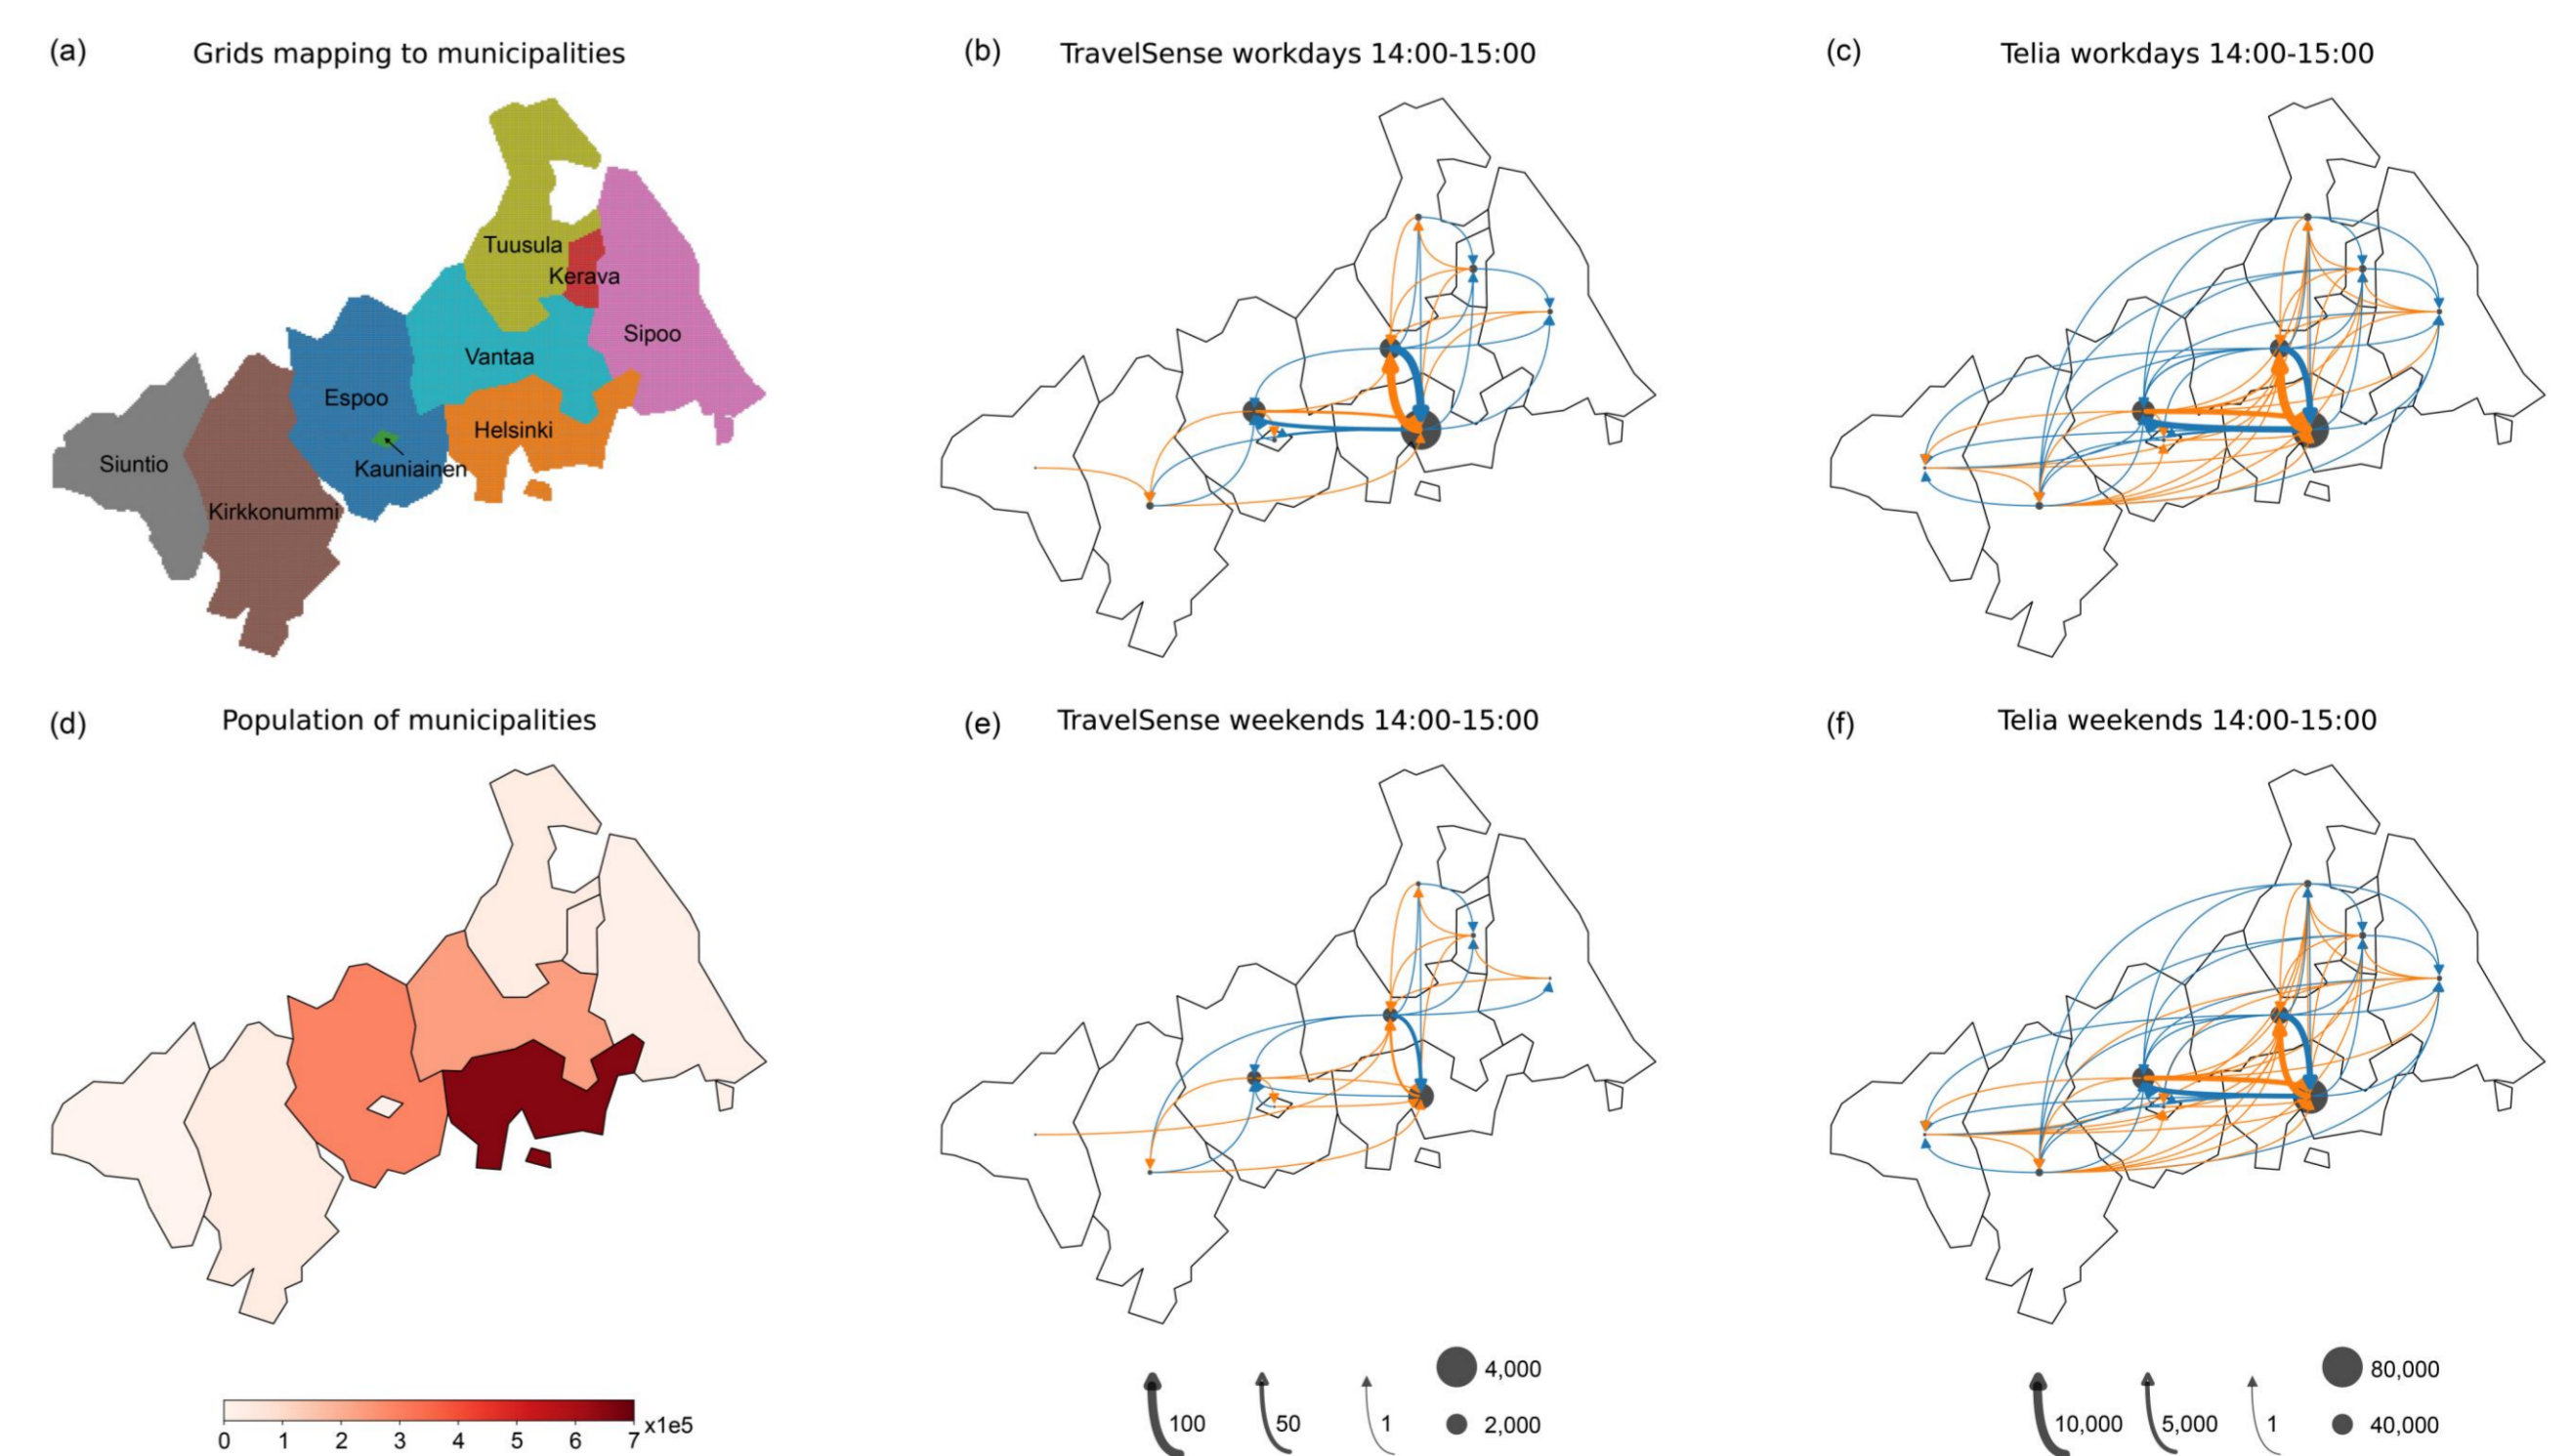 (a) Grids mapping to municipalities
(b) TravelSense workdays 14:00-15:00
(c) Telia workdays 14:00-15:00
Tuusula
Kerava
Sipoo
Vantaa
Espoo
Helsinki
Siuntio
Kauniainen
Kirkkonummi
(d) Population of municipalities
(e) TravelSense weekends 14:00-15:00
(f) Telia weekends 14:00-15:00
0 1 2 3 4 5 6 7 x1e5
4,000
100 50 1 2,000
80,000
10,000 5,000 1 40,000